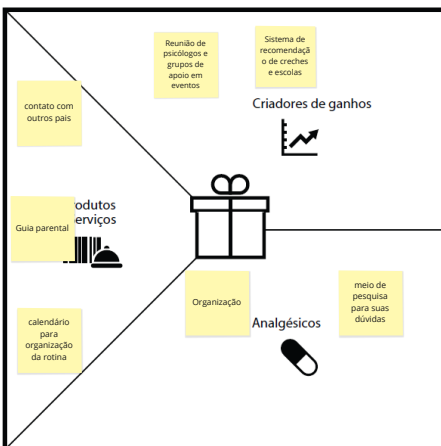 Reunião de
psicólogos e
grupos de
apoio em
eventos
Sistema de
recomendaçã
o de creches
e escolas
Criadores de ganhos
contato com
outros pais
rodutos
erviços
Guia parental
calendário
para
organização
da rotina
Organização
meio de
pesquisa
para suas
dúvidas
Analgésicos